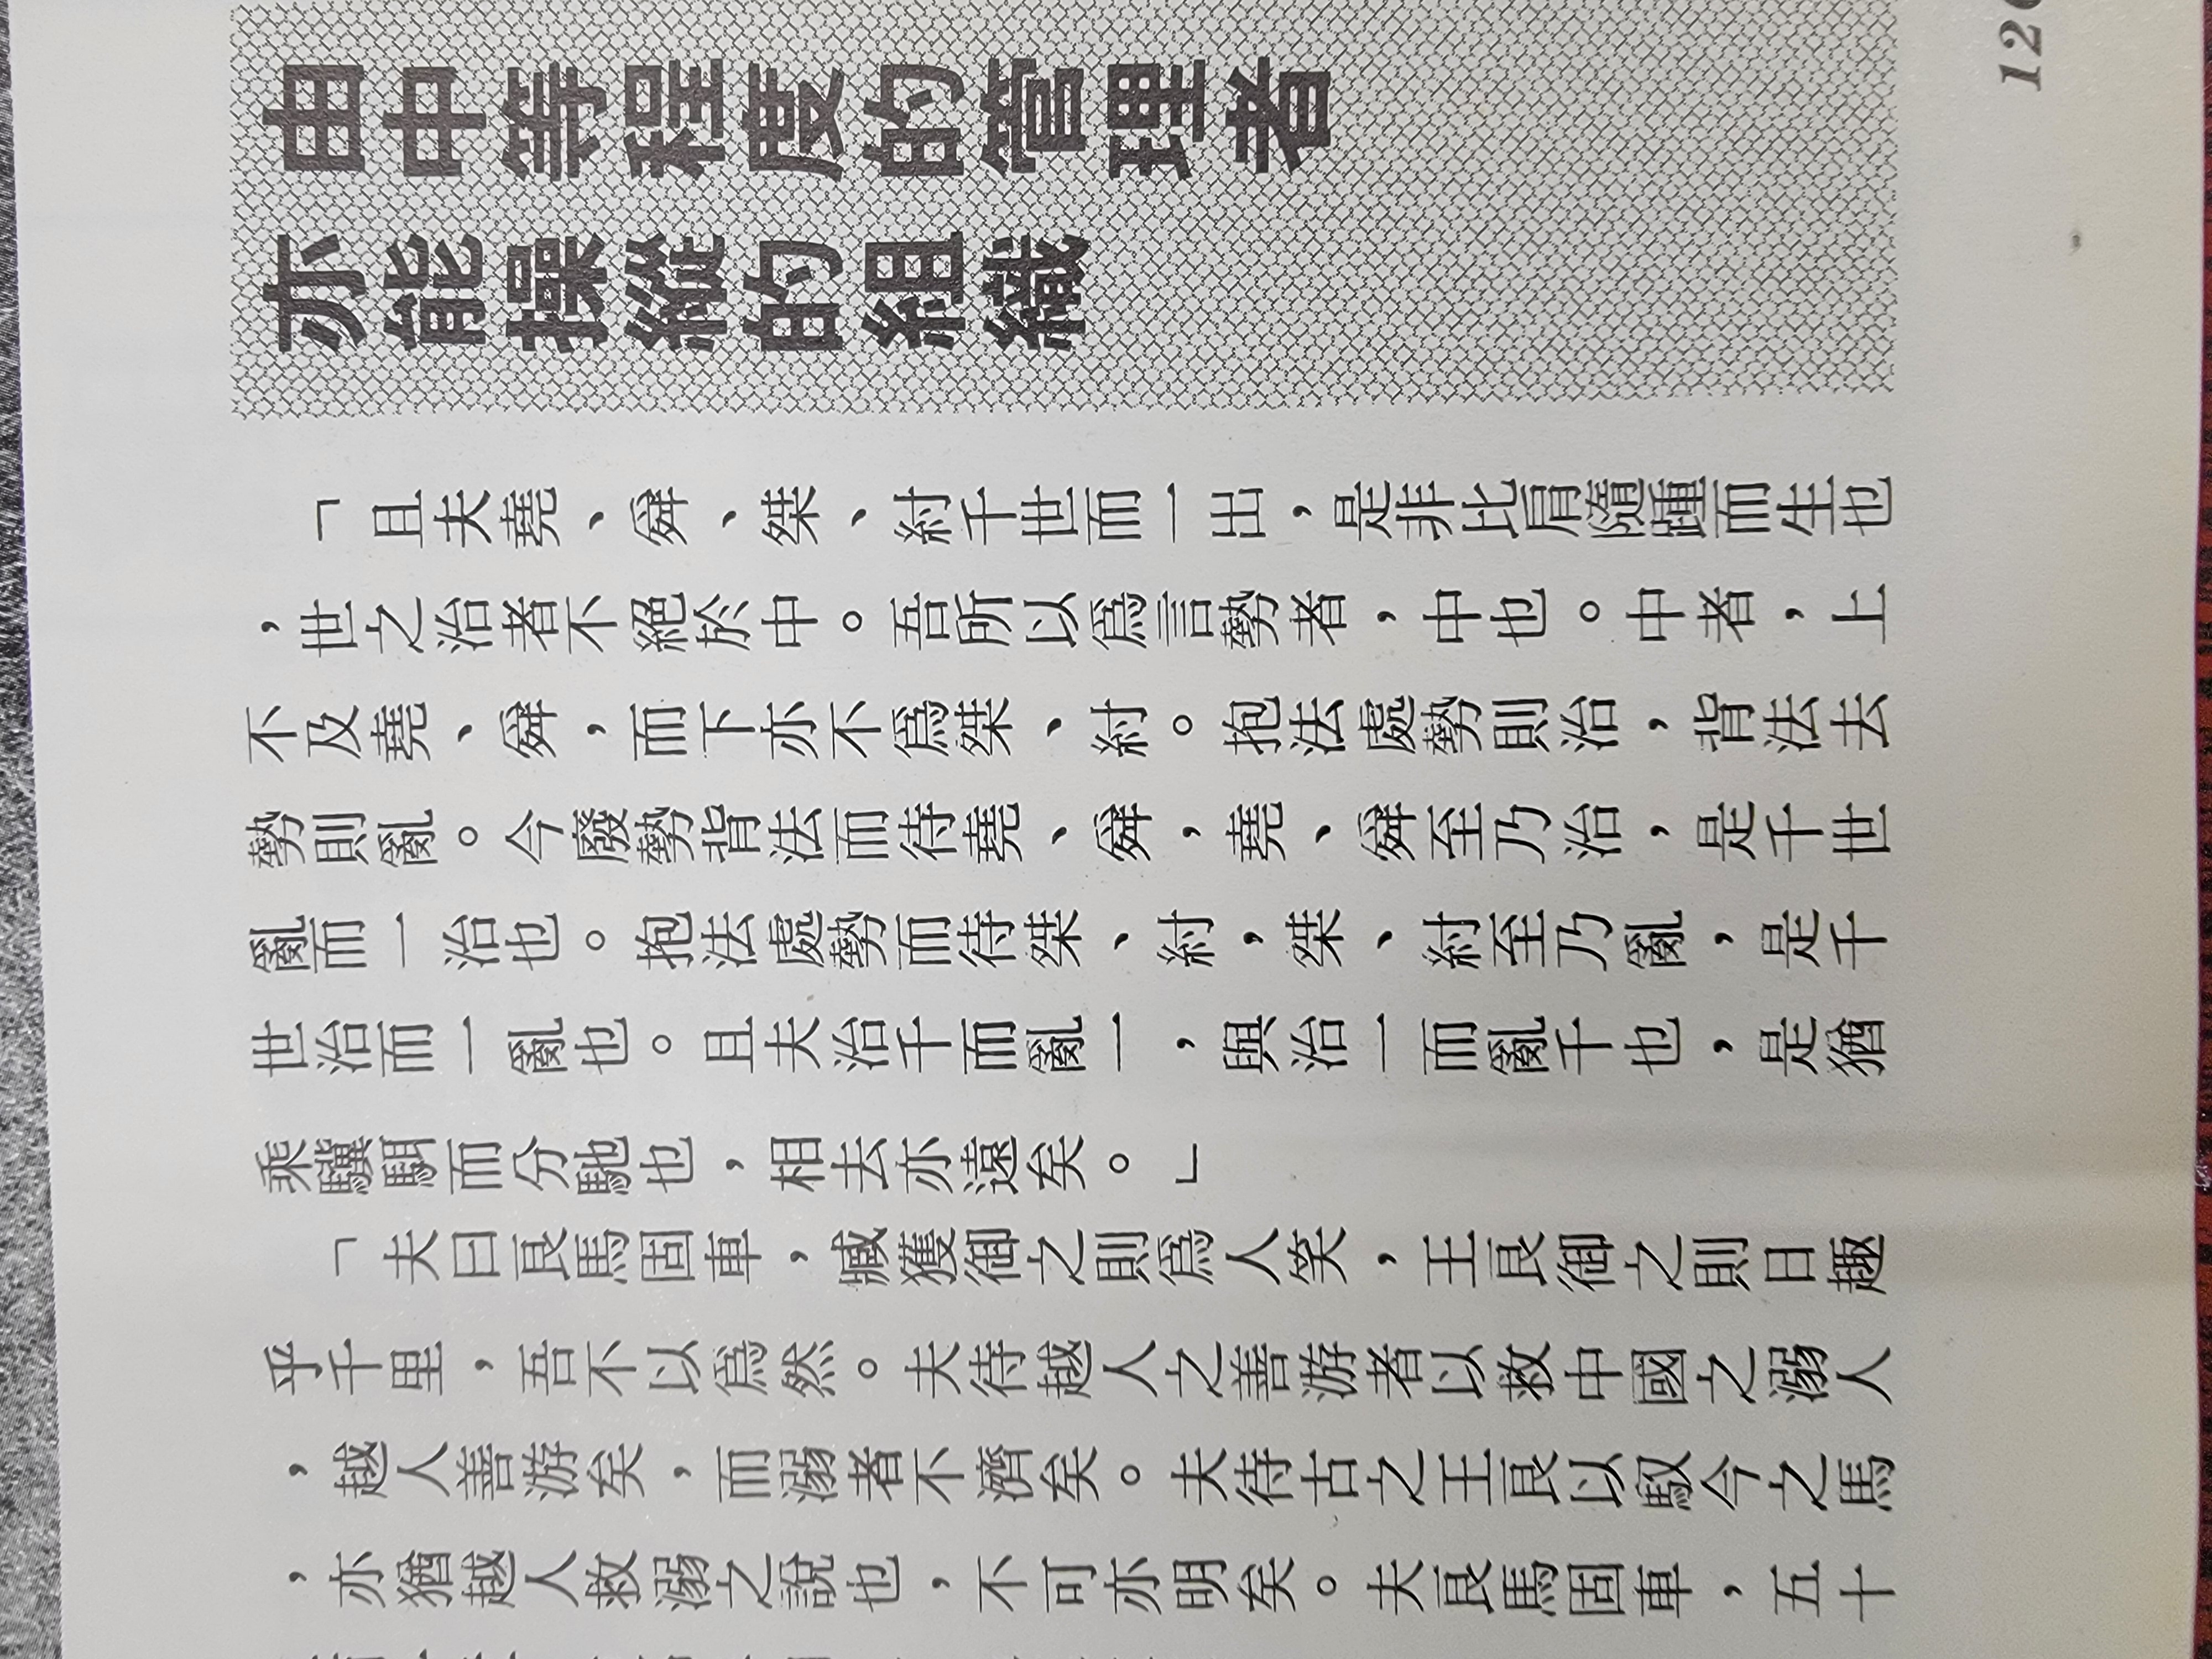 由中等程度的管理者
亦能操縱的組織
「且夫堯、舜、桀、紂千世而一出，是非比肩隨踵而生也
，世之治者不絕於中。吾所以爲言勢者，中也。中者，上
不及堯、舜，而下亦不爲桀、紂。抱法處勢則治，背法去
勢則亂。今廢勢背法而待堯、舜，堯、舜至乃治，是千世
亂而一治也。抱法處勢而待桀、紂，桀、紂至乃亂，是千
世治而一亂也。且夫治千而亂一，與治一而亂千也，是猶
乘驥駬而分馳也，相去亦遠矣。」
「夫曰良馬固車，臧獲御之則爲人笑，王良御之則日趣
乎千里，吾不以爲然。夫待越人之善游者以救中國之溺人
，越人善游矣，而溺者不濟矣。夫待古之王良以馭今之馬
，亦猶越人救溺之說也，不可亦明矣。夫良馬固車，五十